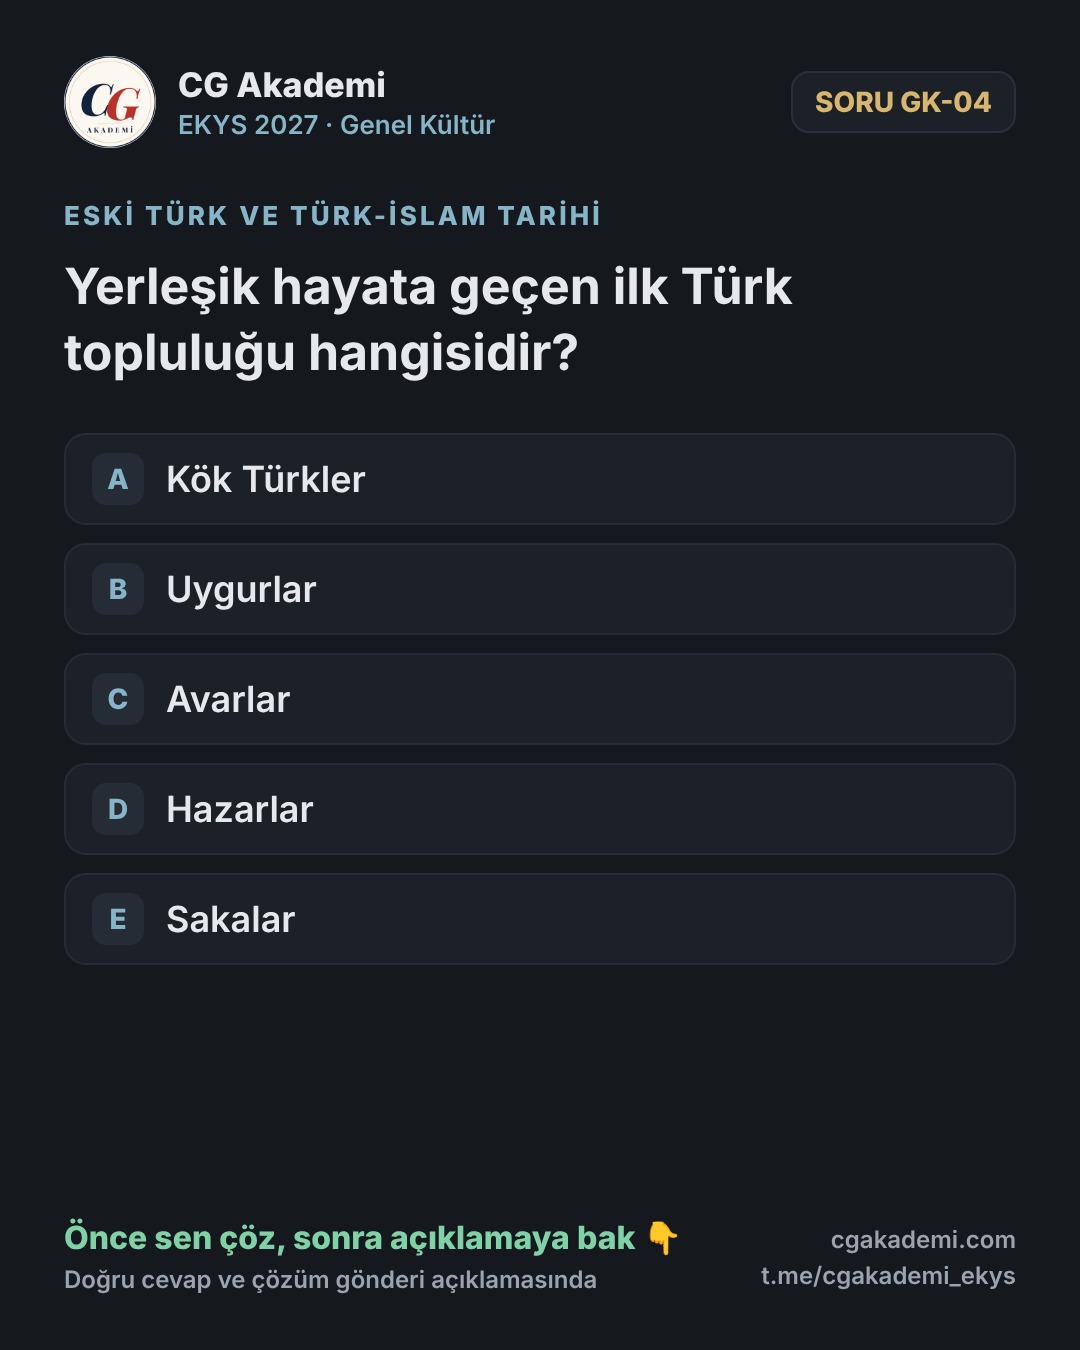 CG
AKADEMİ
CG Akademi
EKYS 2027 · Genel Kültür
SORU GK-04
ESKİ TÜRK VE TÜRK-İSLAM TARİHİ
Yerleşik hayata geçen ilk Türk
topluluğu hangisidir?
A Kök Türkler
B Uygurlar
C Avarlar
D Hazarlar
E Sakalar
Önce sen çöz, sonra açıklamaya bak 👇
Doğru cevap ve çözüm gönderi açıklamasında
cgakademi.com
t.me/cgakademi_ekys